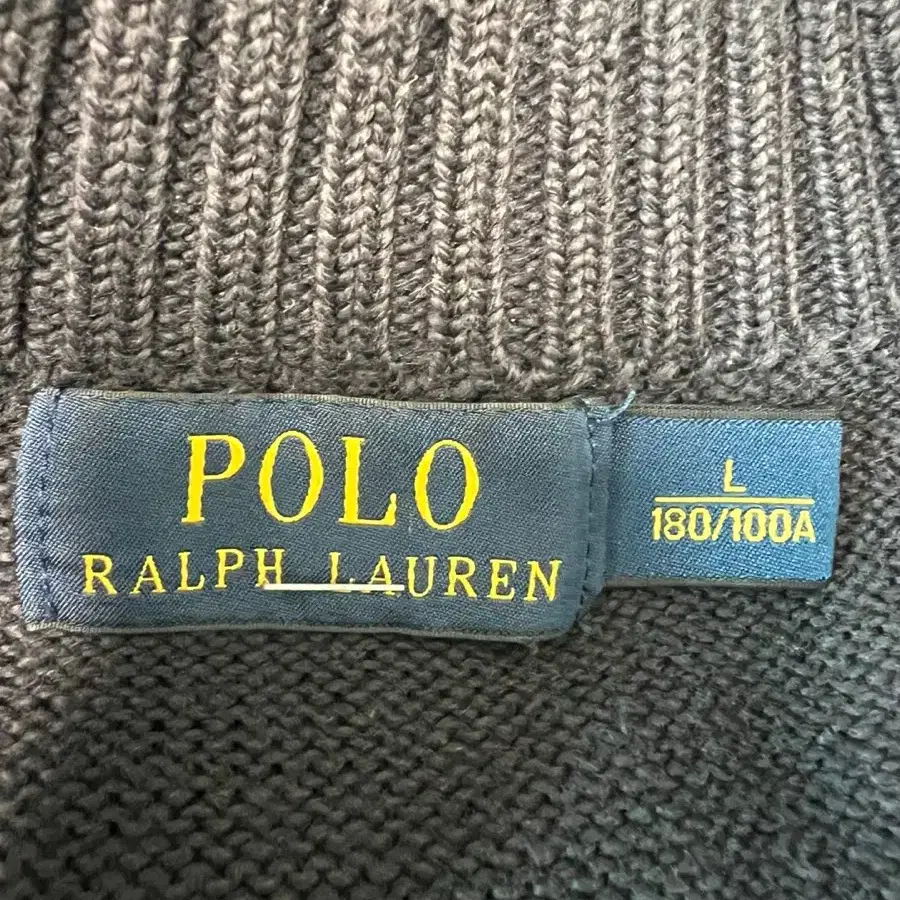 POLO
RALPH LAUREN
L
180/100A